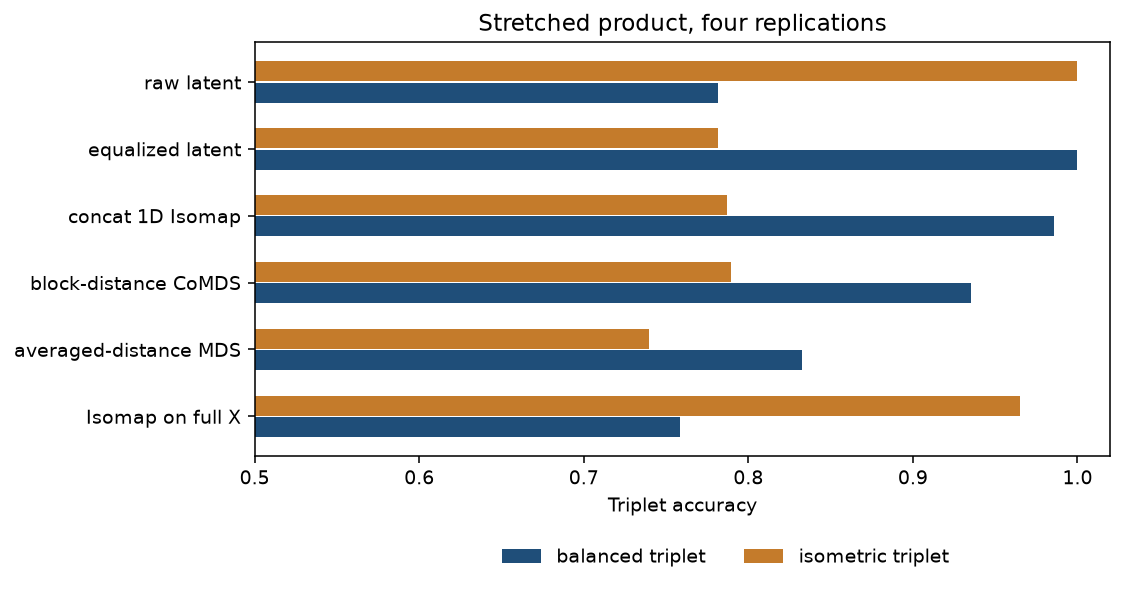 Stretched product, four replications
raw latent
equalized latent
concat 1D Isomap
block-distance CoMDS
averaged-distance MDS
Isomap on full X
0.5 0.6 0.7 0.8 0.9 1.0
Triplet accuracy
balanced triplet isometric triplet